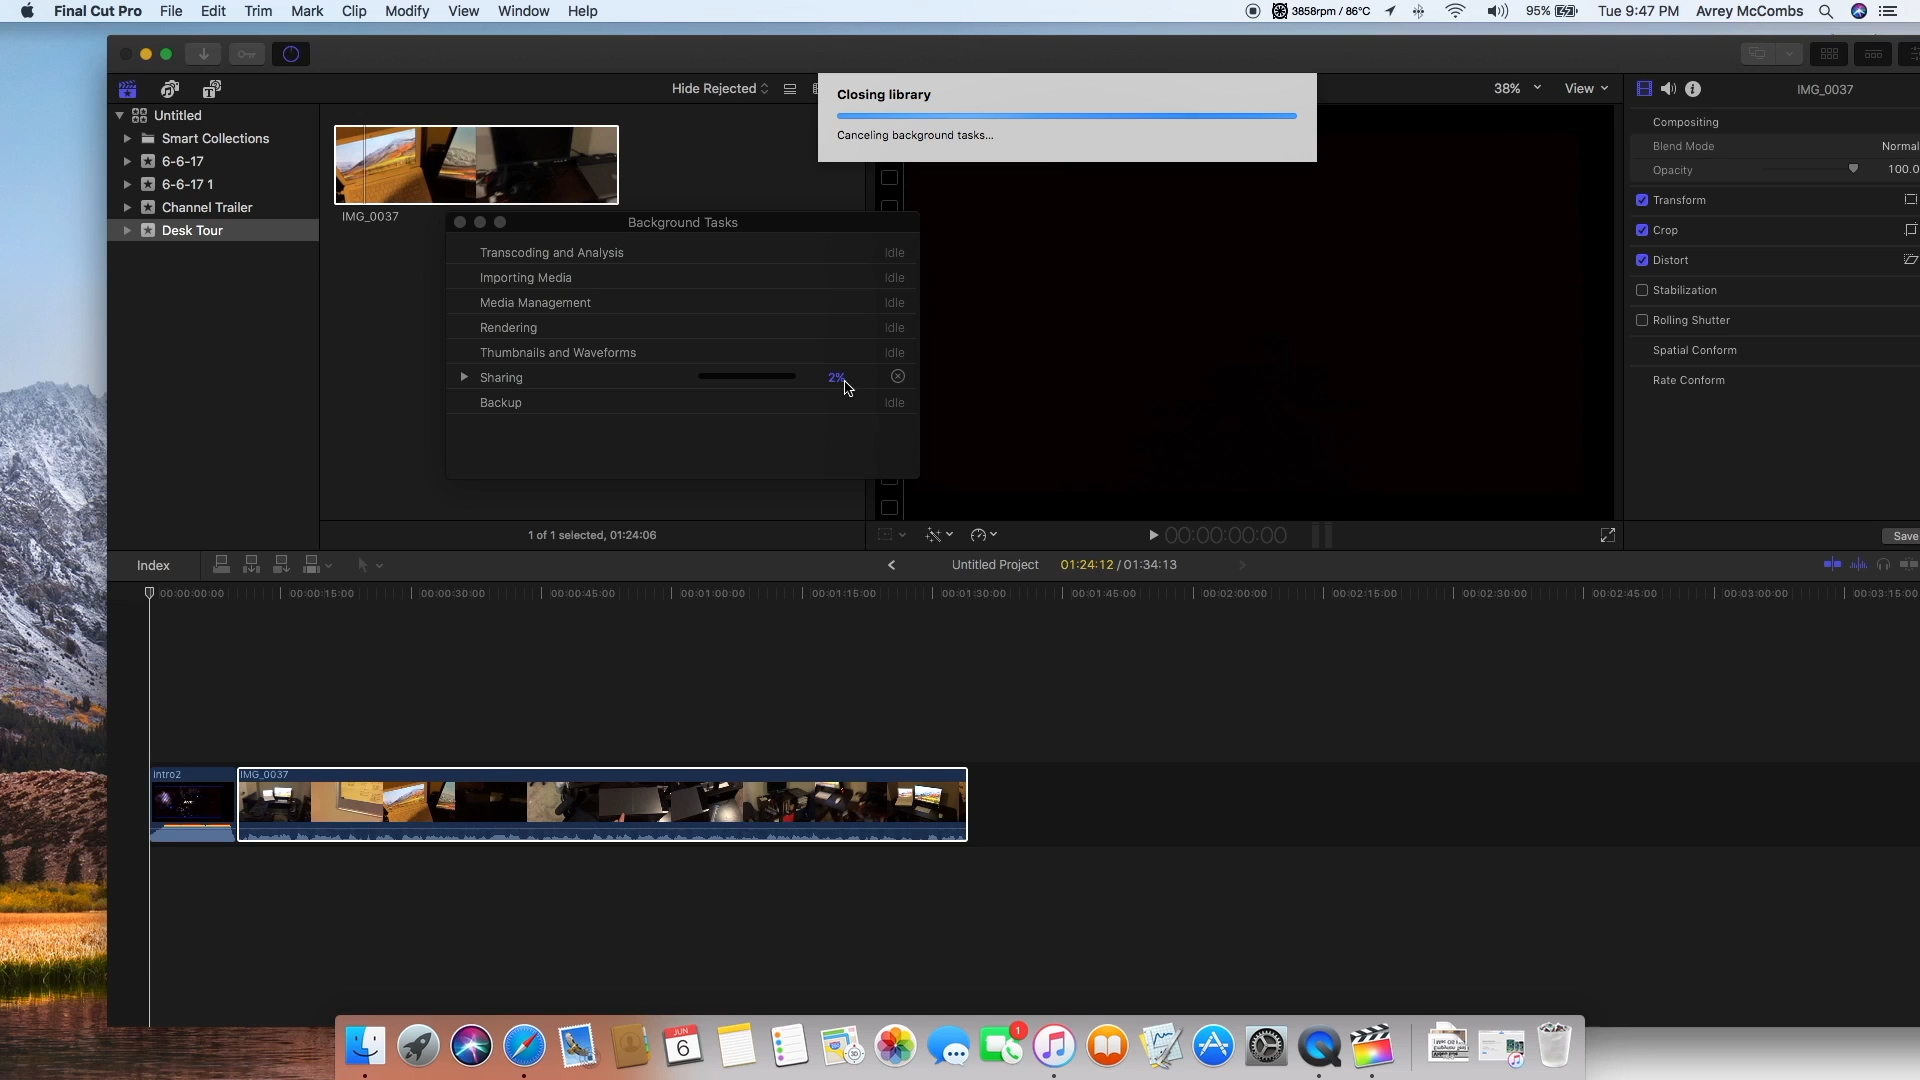 Final Cut Pro File Edit Trim Mark Clip Modify View Window Help 3858rpm / 86°C 95% Tue 9:47 PM Avrey McCombs
Hide Rejected 38% View IMG_0037
Closing library
Canceling background tasks...
Untitled
Smart Collections
6-6-17
6-6-17 1
Channel Trailer
Desk Tour
IMG_0037
Background Tasks
Transcoding and Analysis Idle
Importing Media Idle
Media Management Idle
Rendering Idle
Thumbnails and Waveforms Idle
Sharing 2%
Backup Idle
Compositing
Blend Mode Normal
Opacity 100.0
Transform
Crop
Distort
Stabilization
Rolling Shutter
Spatial Conform
Rate Conform
1 of 1 selected, 01:24:06 00:00:00:00 Save
Index Untitled Project 01:24:12 / 01:34:13
00:00:00:00 00:00:15:00 00:00:30:00 00:00:45:00 00:01:00:00 00:01:15:00 00:01:30:00 00:01:45:00 00:02:00:00 00:02:15:00 00:02:30:00 00:02:45:00 00:03:00:00 00:03:15:00
intro2 IMG_0037
JUN
6
1